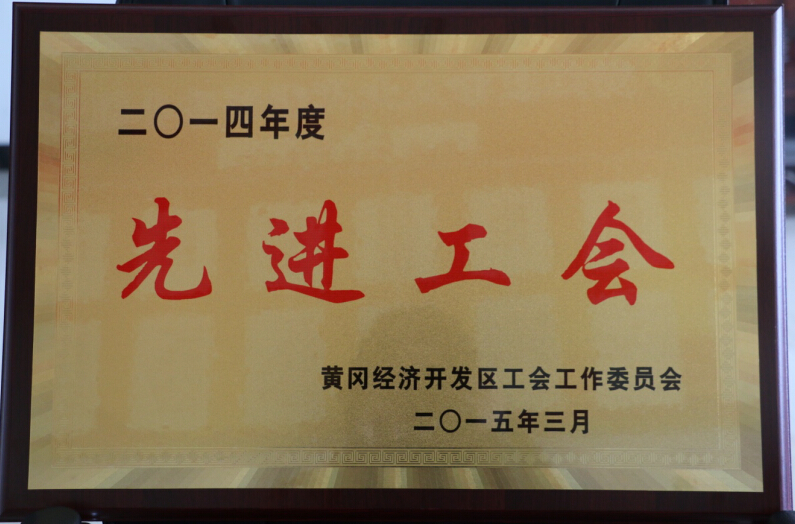 二〇一四年度
先进工会
黄冈经济开发区工会工作委员会
二〇一五年三月